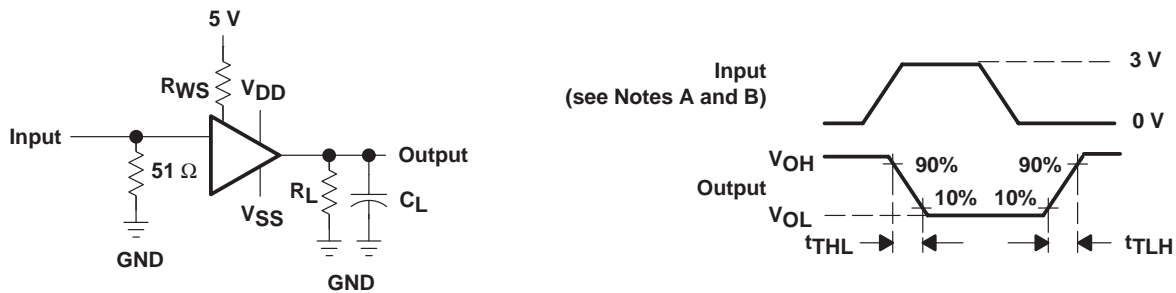 5 V
RWS
VDD
Input
51 Ω
VSS
RL
CL
Output
GND
GND
Input
(see Notes A and B)
3 V
0 V
VOH
90%
90%
Output
10%
10%
VOL
tTHL
tTLH